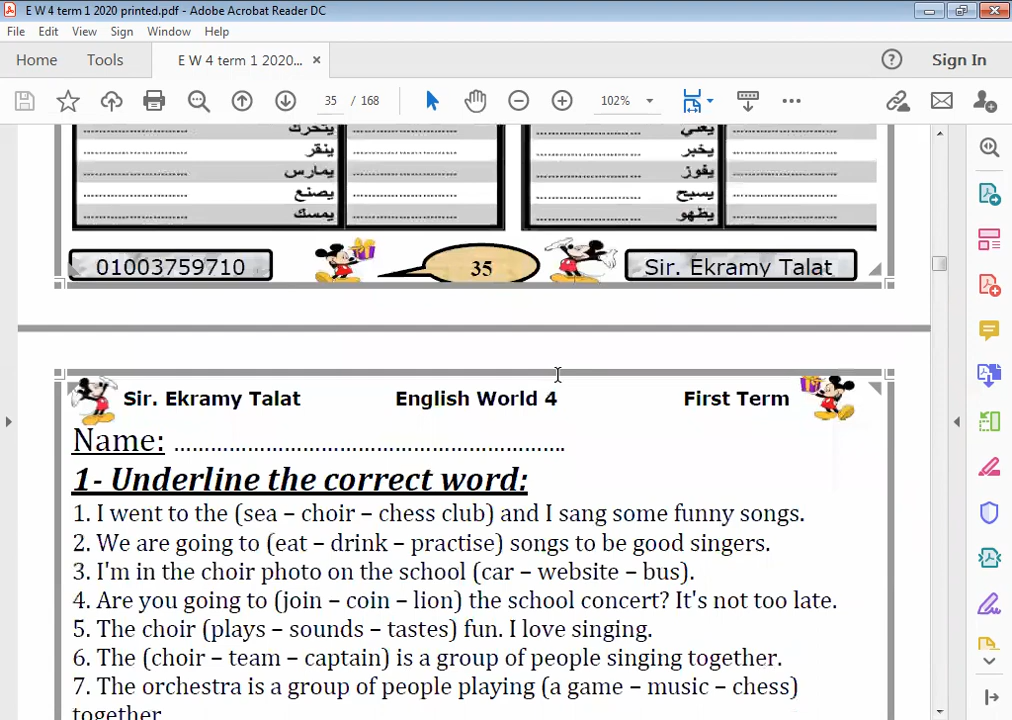 E W 4 term 1 2020 printed.pdf - Adobe Acrobat Reader DC
File Edit View Sign Window Help
Home Tools E W 4 term 1 2020... × Sign In
35 / 168 102%
يتحرك
ينقر
يمارس
يصنع
يمسك
يعني
يخبر
يفوز
يسبح
يطهو
01003759710 35 Sir. Ekramy Talat
Sir. Ekramy Talat English World 4 First Term
Name: ............................................................
1- Underline the correct word:
1. I went to the (sea – choir – chess club) and I sang some funny songs.
2. We are going to (eat – drink – practise) songs to be good singers.
3. I'm in the choir photo on the school (car – website – bus).
4. Are you going to (join – coin – lion) the school concert? It's not too late.
5. The choir (plays – sounds – tastes) fun. I love singing.
6. The (choir – team – captain) is a group of people singing together.
7. The orchestra is a group of people playing (a game – music – chess)
together